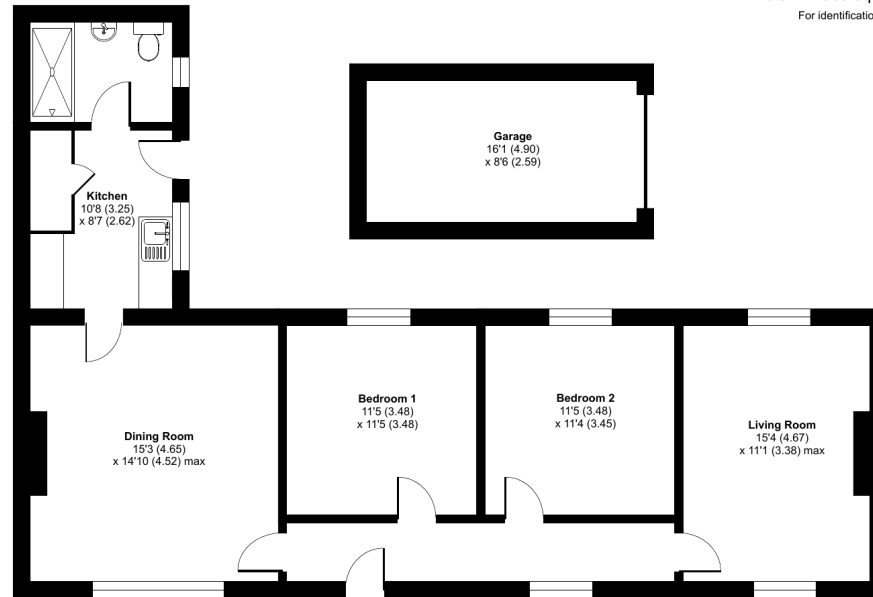 For identificatio
Garage
16'1 (4.90)
x 8'6 (2.59)
Kitchen
10'8 (3.25)
x 8'7 (2.62)
Bedroom 1
11'5 (3.48)
x 11'5 (3.48)
Bedroom 2
11'5 (3.48)
x 11'4 (3.45)
Dining Room
15'3 (4.65)
x 14'10 (4.52) max
Living Room
15'4 (4.67)
x 11'1 (3.38) max